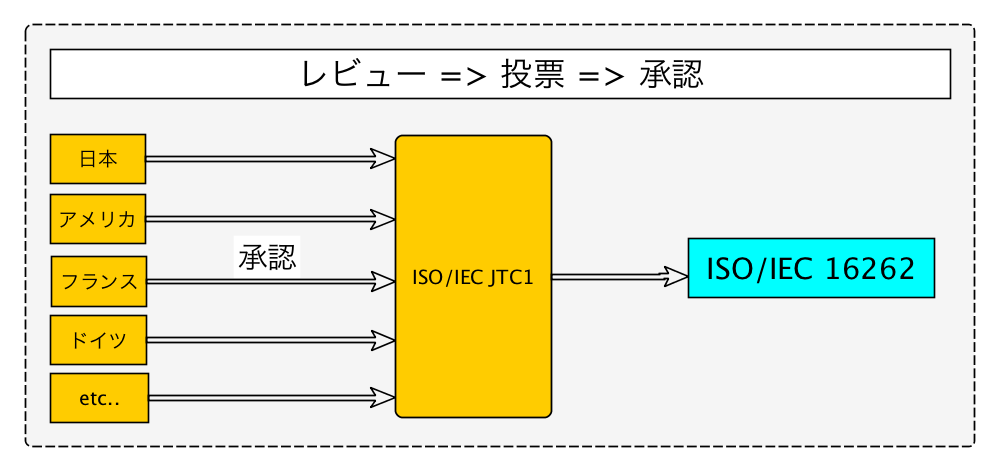 レビュー => 投票 => 承認
日本
アメリカ
承認
フランス
ISO/IEC JTC1
ISO/IEC 16262
ドイツ
etc..